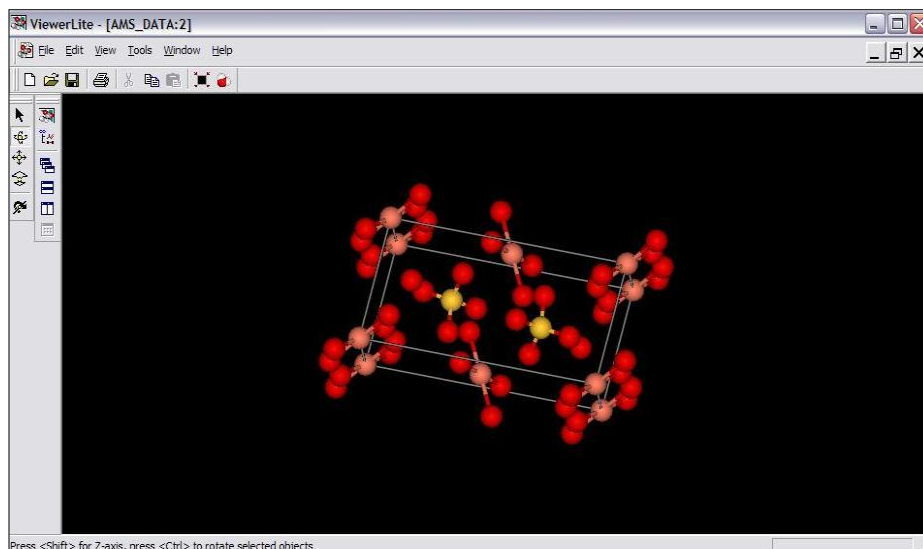 ViewerLite - [AMS_DATA:2]
File Edit View Tools Window Help
Press <Shift> for Z-axis, press <Ctrl> to rotate selected objects